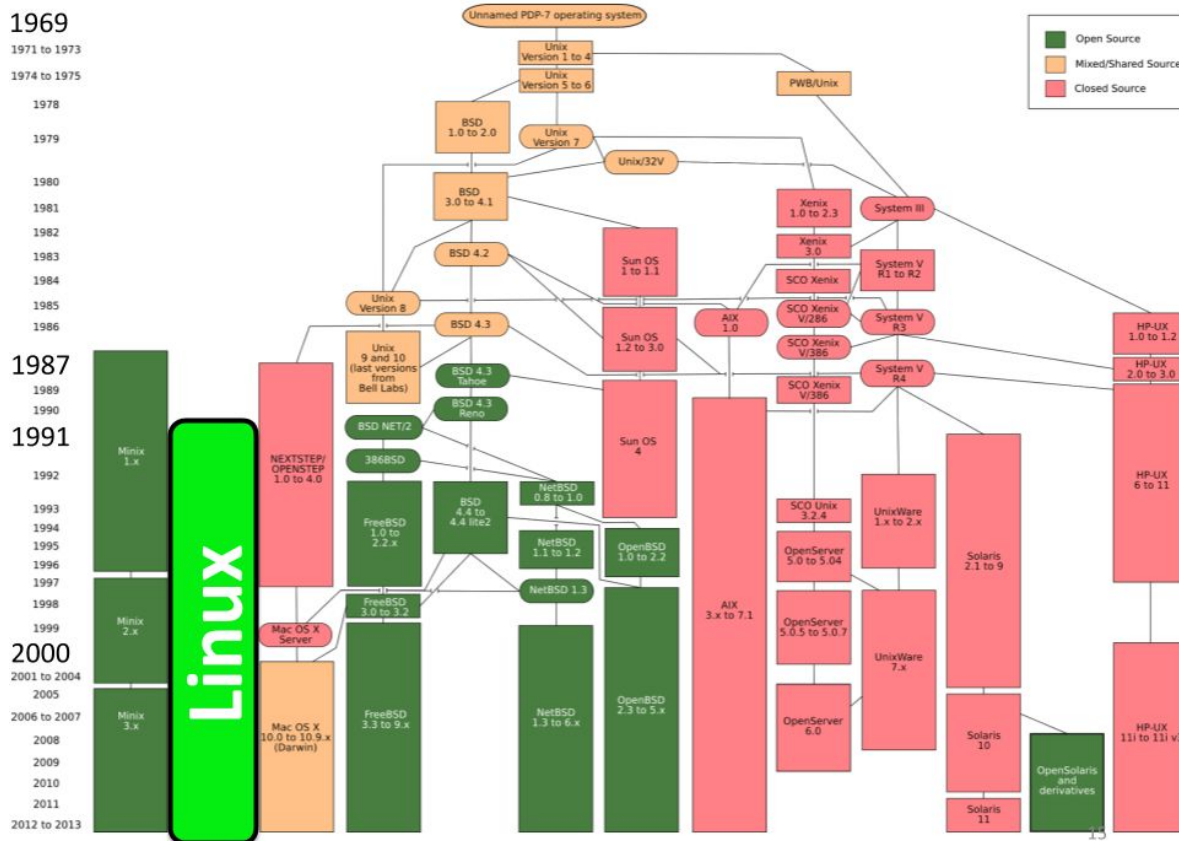 1969
1971 to 1973
1974 to 1975
1978
1979
1980
1981
1982
1983
1984
1985
1986
1987
1989
1990
1991
1992
1993
1994
1995
1996
1997
1998
1999
2000
2001 to 2004
2005
2006 to 2007
2008
2009
2010
2011
2012 to 2013
Open Source
Mixed/Shared Source
Closed Source
Unnamed PDP-7 operating system
Unix
Version 1 to 4
Unix
Version 5 to 6
PWB/Unix
BSD
1.0 to 2.0
Unix
Version 7
Unix/32V
BSD
3.0 to 4.1
Xenix
1.0 to 2.3
System III
Sun OS
1 to 1.1
Xenix
3.0
BSD 4.2
System V
R1 to R2
SCO Xenix
Unix
Version 8
SCO Xenix
V/286
AIX
1.0
System V
R3
BSD 4.3
HP-UX
1.0 to 1.2
Sun OS
1.2 to 3.0
Unix
9 and 10
(last versions
from
Bell Labs)
SCO Xenix
V/386
HP-UX
2.0 to 3.0
BSD 4.3
Tahoe
System V
R4
SCO Xenix
V/386
BSD 4.3
Reno
BSD NET/2
Sun OS
4
Minix
1.x
NEXTSTEP/
OPENSTEP
1.0 to 4.0
386BSD
HP-UX
6 to 11
NetBSD
0.8 to 1.0
BSD
4.4 to
4.4 lite2
FreeBSD
1.0 to
2.2.x
SCO Unix
3.2.4
UnixWare
1.x to 2.x
NetBSD
1.1 to 1.2
OpenBSD
1.0 to 2.2
OpenServer
5.0 to 5.04
Solaris
2.1 to 9
NetBSD 1.3
FreeBSD
3.0 to 3.2
AIX
3.x to 7.1
OpenServer
5.0.5 to 5.0.7
Minix
2.x
Linux
Mac OS X
Server
UnixWare
7.x
Minix
3.x
Mac OS X
10.0 to 10.9.x
(Darwin)
FreeBSD
3.3 to 9.x
NetBSD
1.3 to 6.x
OpenBSD
2.3 to 5.x
OpenServer
6.0
Solaris
10
HP-UX
11i to 11i v3
OpenSolaris
and
derivatives
Solaris
11
15